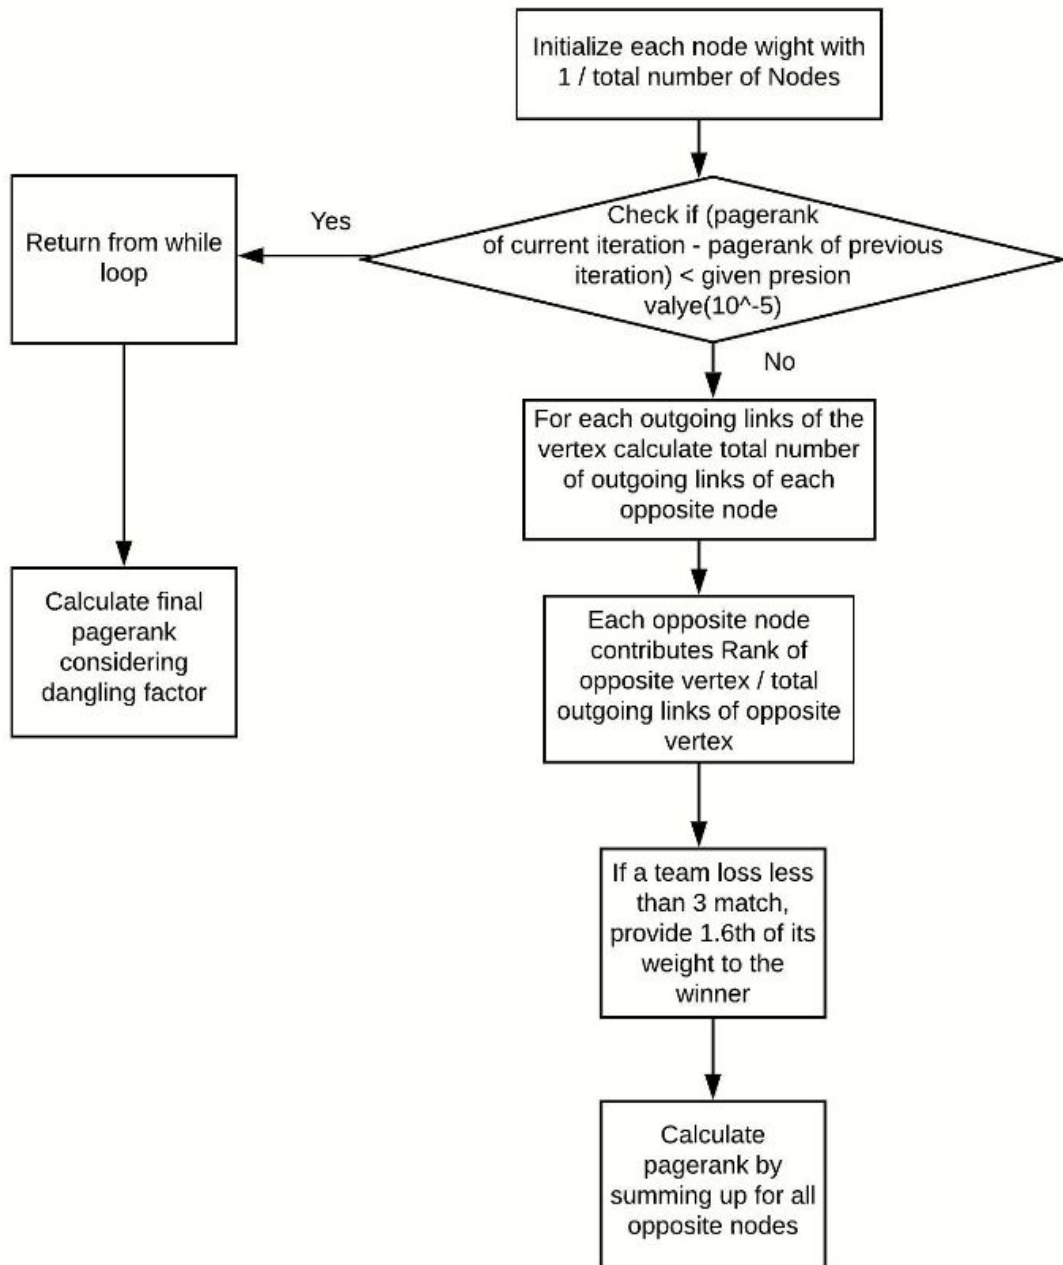 Initialize each node wight with
1 / total number of Nodes
Check if (pagerank
of current iteration - pagerank of previous
iteration) < given presion
valye(10^-5)
Yes
Return from while
loop
No
For each outgoing links of the
vertex calculate total number
of outgoing links of each
opposite node
Calculate final
pagerank
considering
dangling factor
Each opposite node
contributes Rank of
opposite vertex / total
outgoing links of opposite
vertex
If a team loss less
than 3 match,
provide 1.6th of its
weight to the
winner
Calculate
pagerank by
summing up for all
opposite nodes